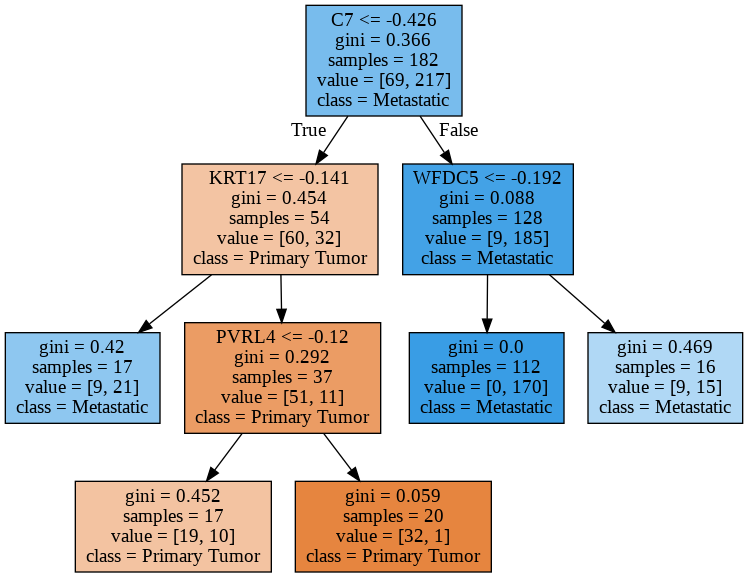 C7 <= -0.426
gini = 0.366
samples = 182
value = [69, 217]
class = Metastatic
True
False
KRT17 <= -0.141
gini = 0.454
samples = 54
value = [60, 32]
class = Primary Tumor
WFDC5 <= -0.192
gini = 0.088
samples = 128
value = [9, 185]
class = Metastatic
gini = 0.42
samples = 17
value = [9, 21]
class = Metastatic
PVRL4 <= -0.12
gini = 0.292
samples = 37
value = [51, 11]
class = Primary Tumor
gini = 0.0
samples = 112
value = [0, 170]
class = Metastatic
gini = 0.469
samples = 16
value = [9, 15]
class = Metastatic
gini = 0.452
samples = 17
value = [19, 10]
class = Primary Tumor
gini = 0.059
samples = 20
value = [32, 1]
class = Primary Tumor